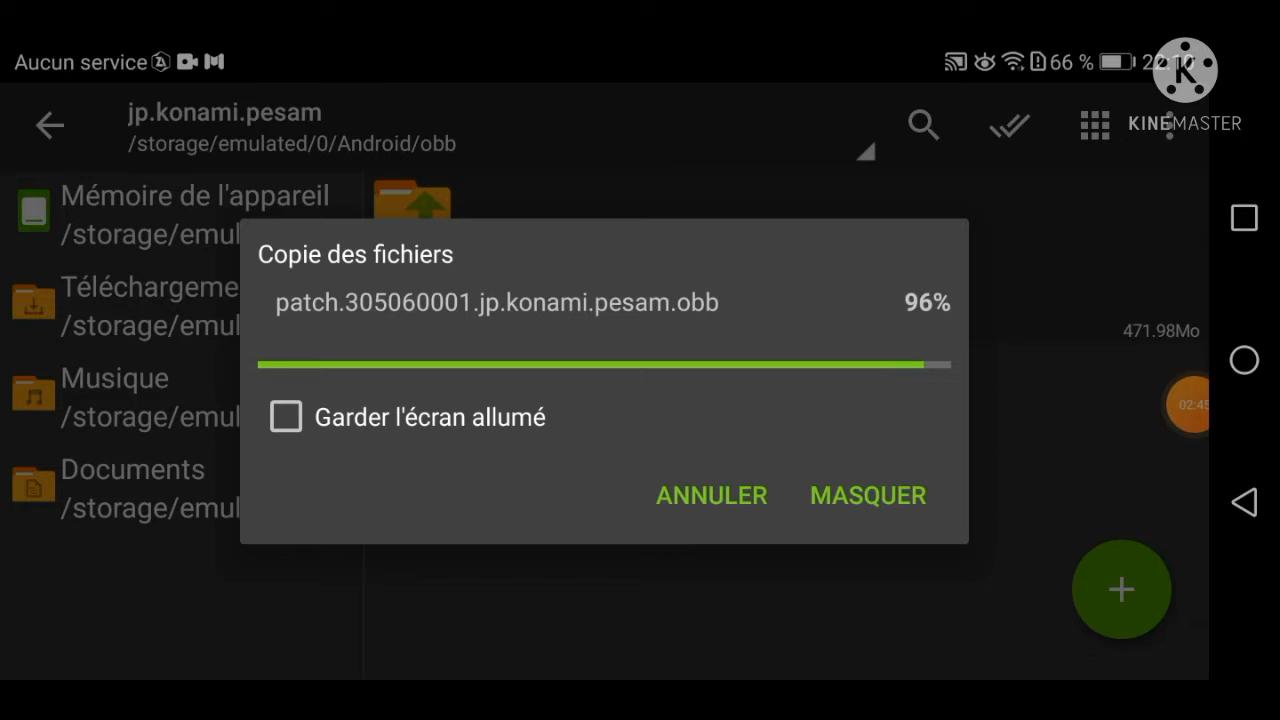 Aucun service
66 %
K
KINEMASTER
jp.konami.pesam
/storage/emulated/0/Android/obb
Mémoire de l'appareil
/storage/emul
Téléchargeme
/storage/emul
Musique
/storage/emul
Documents
/storage/emul
Copie des fichiers
patch.305060001.jp.konami.pesam.obb
96%
Garder l'écran allumé
ANNULER
MASQUER
471.98Mo
02:45